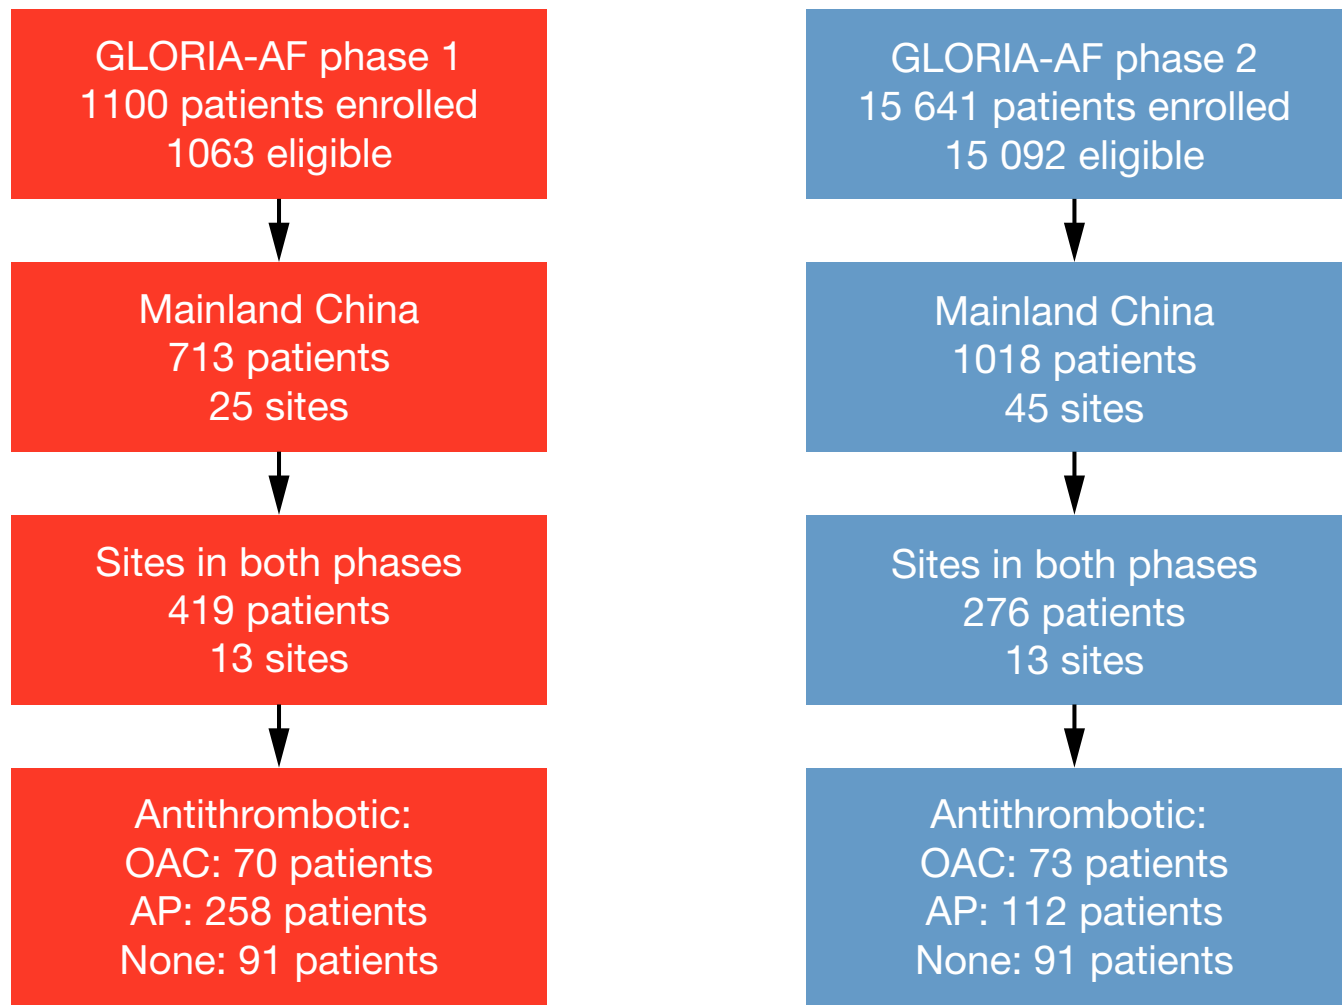 GLORIA-AF phase 1
1100 patients enrolled
1063 eligible
Mainland China
713 patients
25 sites
Sites in both phases
419 patients
13 sites
Antithrombotic:
OAC: 70 patients
AP: 258 patients
None: 91 patients
GLORIA-AF phase 2
15 641 patients enrolled
15 092 eligible
Mainland China
1018 patients
45 sites
Sites in both phases
276 patients
13 sites
Antithrombotic:
OAC: 73 patients
AP: 112 patients
None: 91 patients